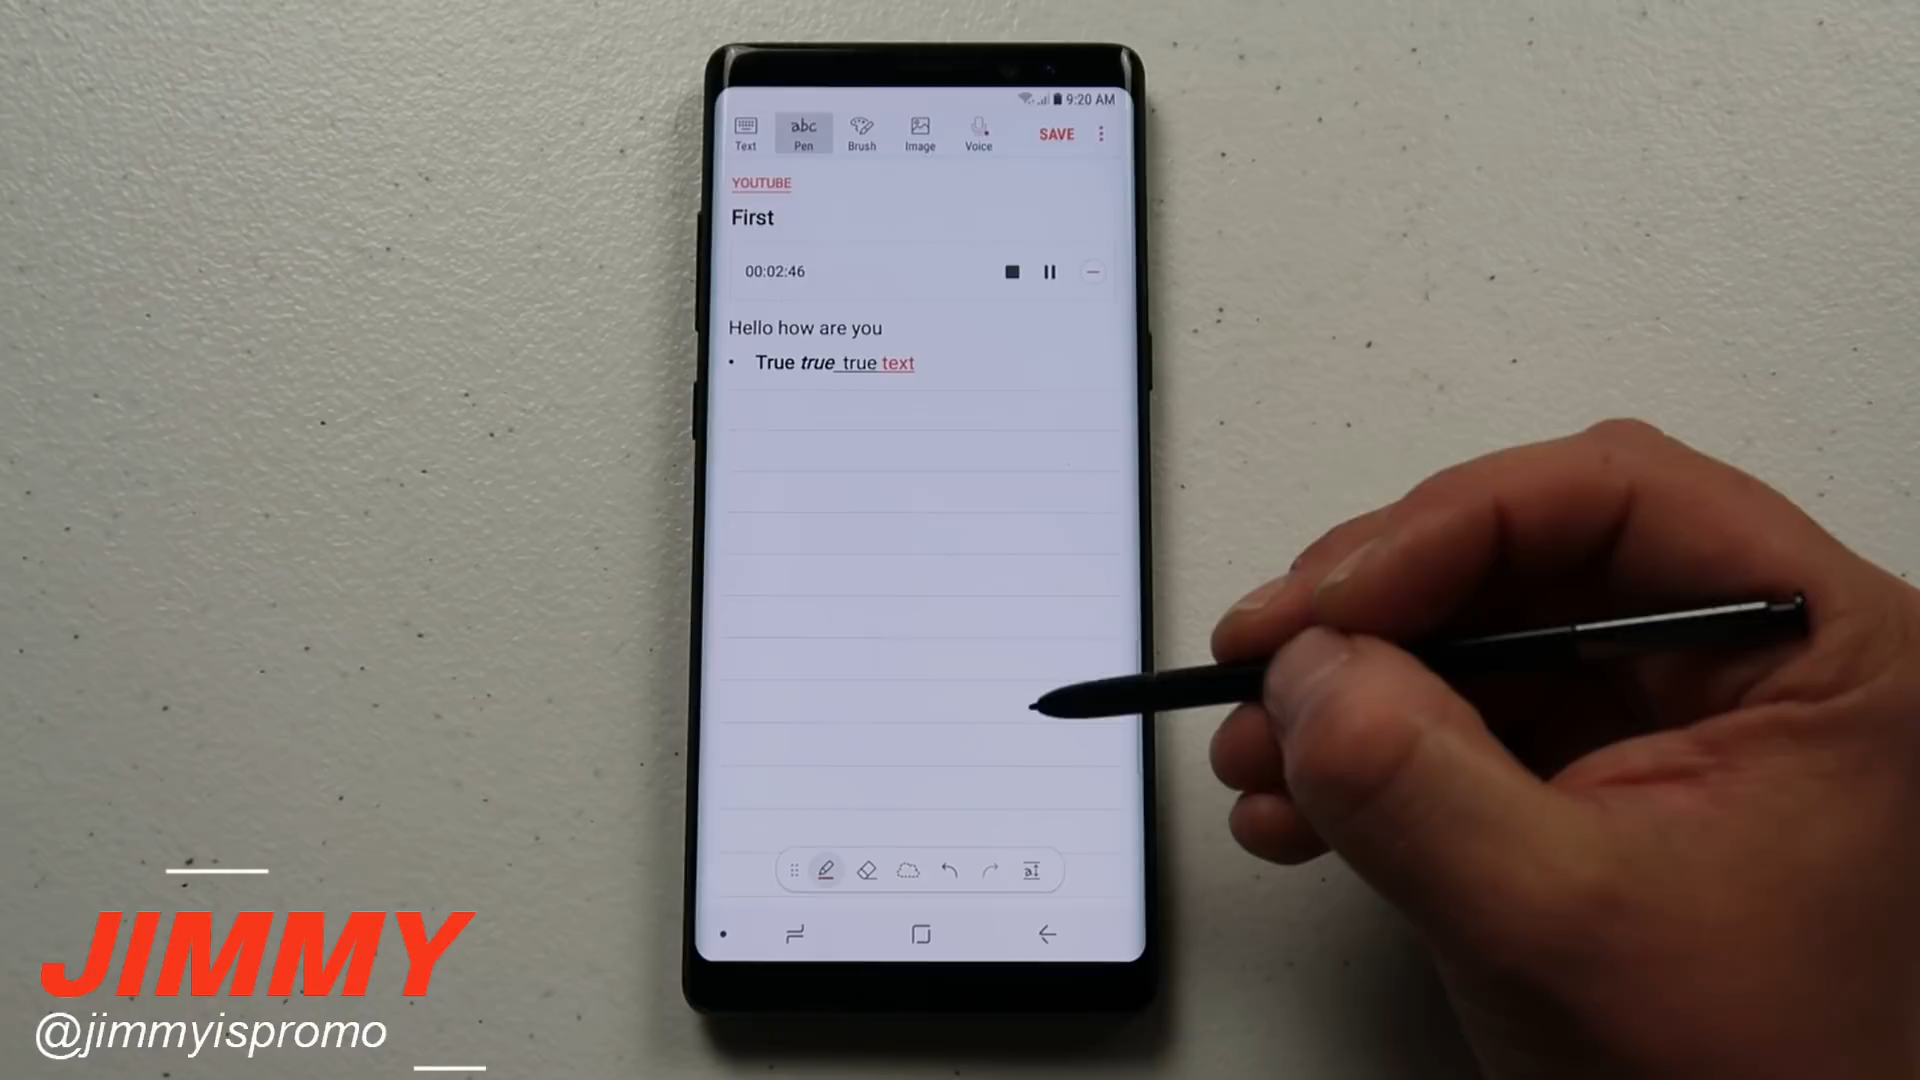 9:20 AM
Text
abc
Pen
Brush
Image
Voice
SAVE
YOUTUBE
First
00:02:46
Hello how are you
• True true true text
a
JIMMY
@jimmyispromo